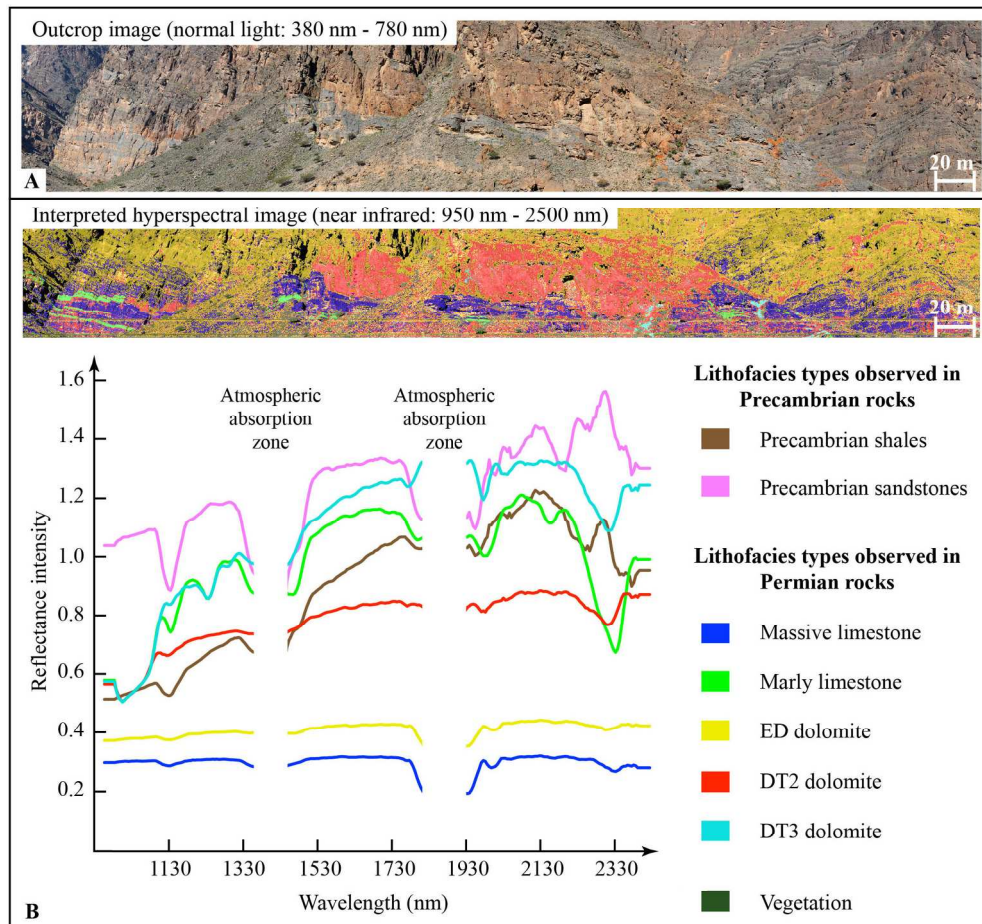 Outcrop image (normal light: 380 nm - 780 nm)
A
20 m
Interpreted hyperspectral image (near infrared: 950 nm - 2500 nm)
20 m
1.6
1.4
1.2
1.0
0.8
0.6
0.4
0.2
Reflectance intensity
Atmospheric
absorption
zone
Atmospheric
absorption
zone
1130
1330
1530
1730
1930
2130
2330
Wavelength (nm)
B
Lithofacies types observed in
Precambrian rocks
Precambrian shales
Precambrian sandstones
Lithofacies types observed in
Permian rocks
Massive limestone
Marly limestone
ED dolomite
DT2 dolomite
DT3 dolomite
Vegetation